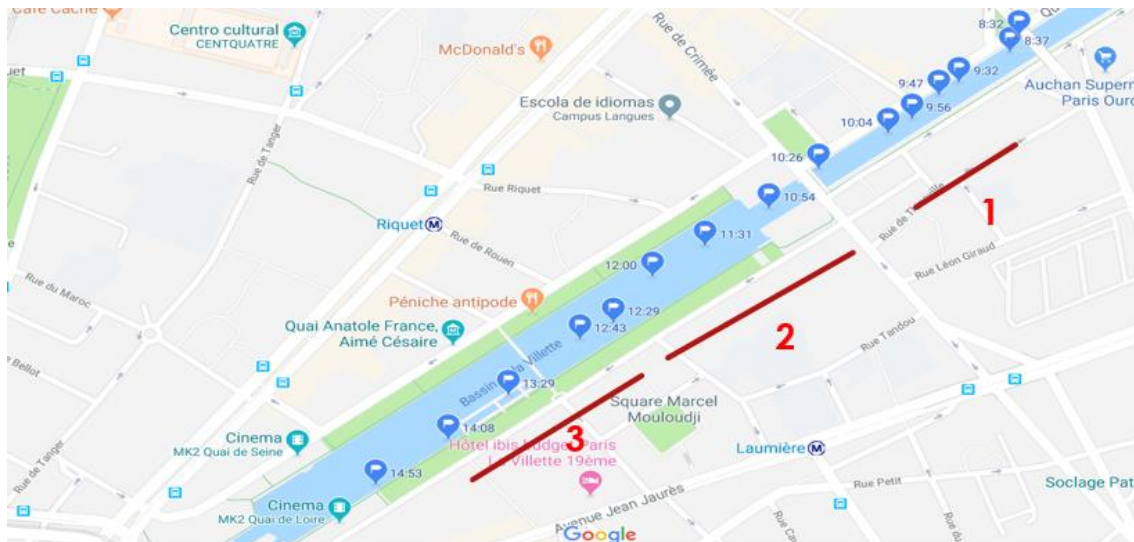 Café Caché
Centro cultural
CENTQUATRE
McDonald's
Rue de Crimée
8:32
8:37
9:32
9:47
9:56
10:04
10:26
10:54
11:31
12:00
12:29
12:43
13:29
14:08
14:53
Auchan Superm
Paris Ourc
Escola de idiomas
Campus Langues
Rue de Tanger
Rue Riquet
Riquet
M
Rue de Rouen
1
Rue Léon Giraud
Rue du Maroc
Péniche antipode
Quai Anatole France,
Aimé Césaire
2
Rue Tandou
Bellot
Bassin de la Villette
Square Marcel
Mouloudji
3
Cinema
MK2 Quai de Seine
Hôtel ibis budget Paris
La Villette 19ème
Laumière
M
Rue de Tanger
Rue Petit
Soclage Pat
Cinema
MK2 Quai de Loire
Avenue Jean Jaurès
Google